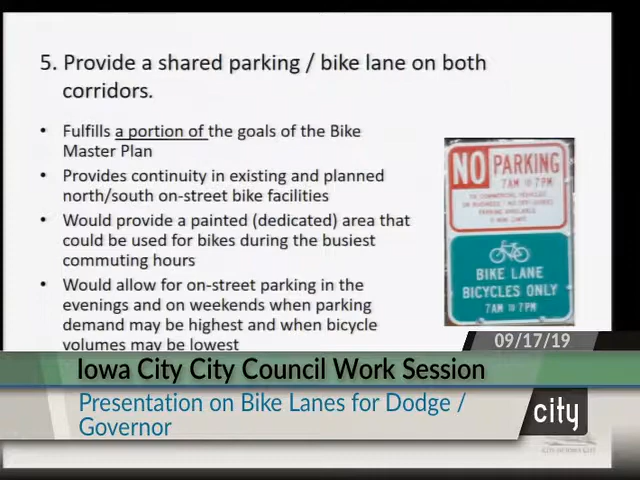 5. Provide a shared parking / bike lane on both
corridors.
• Fulfills a portion of the goals of the Bike
Master Plan
• Provides continuity in existing and planned
north/south on-street bike facilities
• Would provide a painted (dedicated) area that
could be used for bikes during the busiest
commuting hours
• Would allow for on-street parking in the
evenings and on weekends when parking
demand may be highest and when bicycle
volumes may be lowest
NO PARKING
7AM TO 7PM
BIKE LANE
BICYCLES ONLY
7AM TO 7PM
09/17/19
Iowa City City Council Work Session
Presentation on Bike Lanes for Dodge /
Governor
city
CITY OF IOWA CITY